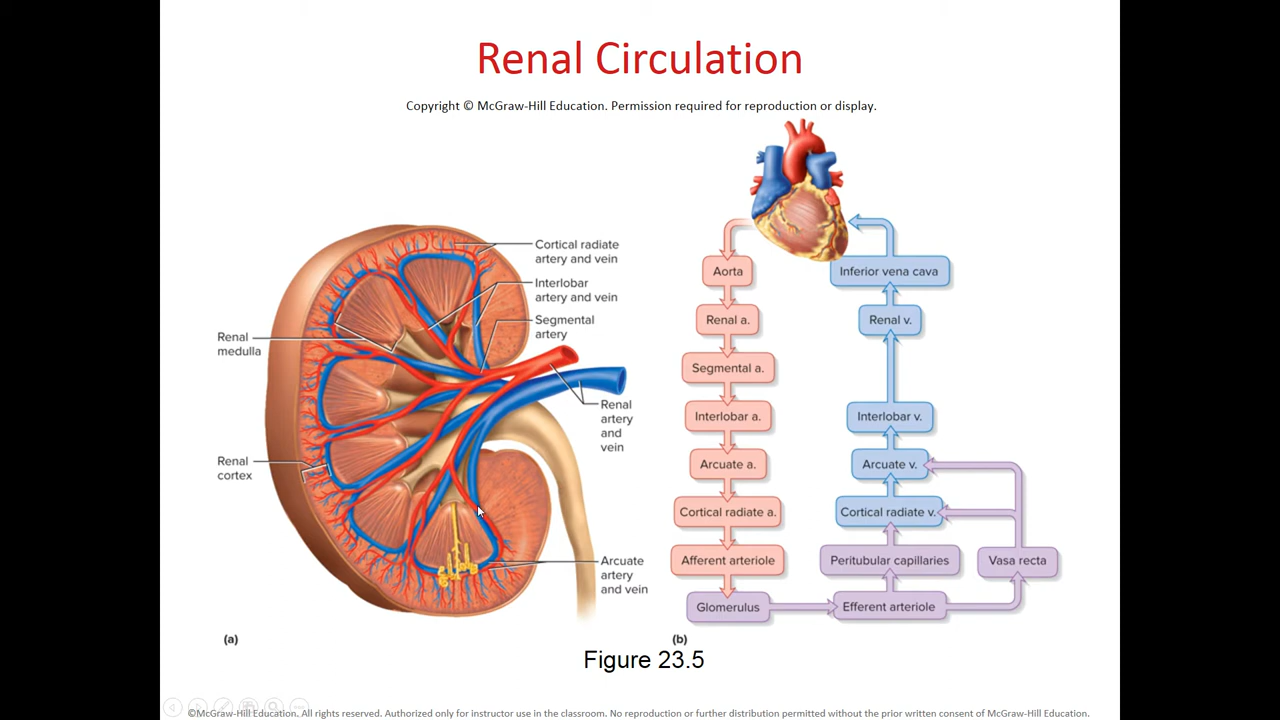 Renal Circulation
Copyright © McGraw-Hill Education. Permission required for reproduction or display.
Cortical radiate
artery and vein
Interlobar
artery and vein
Segmental
artery
Renal
medulla
Renal
artery
and
vein
Renal
cortex
Arcuate
artery
and vein
(a)
Aorta
Renal a.
Segmental a.
Interlobar a.
Arcuate a.
Cortical radiate a.
Afferent arteriole
Glomerulus
Inferior vena cava
Renal v.
Interlobar v.
Arcuate v.
Cortical radiate v.
Peritubular capillaries
Vasa recta
Efferent arteriole
(b)
Figure 23.5
©McGraw-Hill Education. All rights reserved. Authorized only for instructor use in the classroom. No reproduction or further distribution permitted without the prior written consent of McGraw-Hill Education.